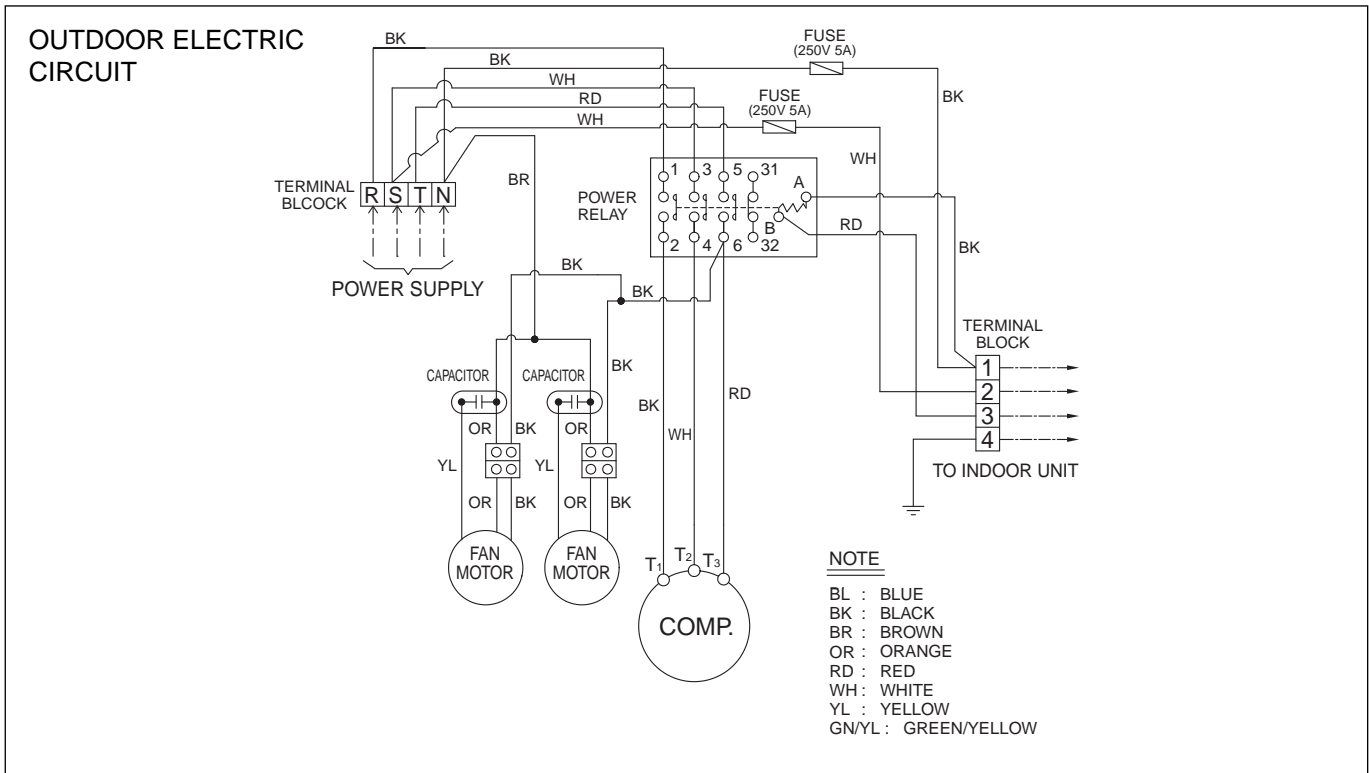 OUTDOOR ELECTRIC
CIRCUIT
BK
BK
WH
RD
WH
FUSE
(250V 5A)
FUSE
(250V 5A)
BK
WH
TERMINAL
BLCOCK
R S T N
POWER SUPPLY
BR
POWER
RELAY
1 3 5 31
A
B
2 4 6 32
RD
BK
BK
BK
TERMINAL
BLOCK
1
2
3
4
TO INDOOR UNIT
CAPACITOR
CAPACITOR
BK
OR BK
OR
YL
YL
OR BK
OR BK
FAN
MOTOR
FAN
MOTOR
BK
WH
RD
T1 T2 T3
COMP.
NOTE
BL : BLUE
BK : BLACK
BR : BROWN
OR : ORANGE
RD : RED
WH : WHITE
YL : YELLOW
GN/YL : GREEN/YELLOW